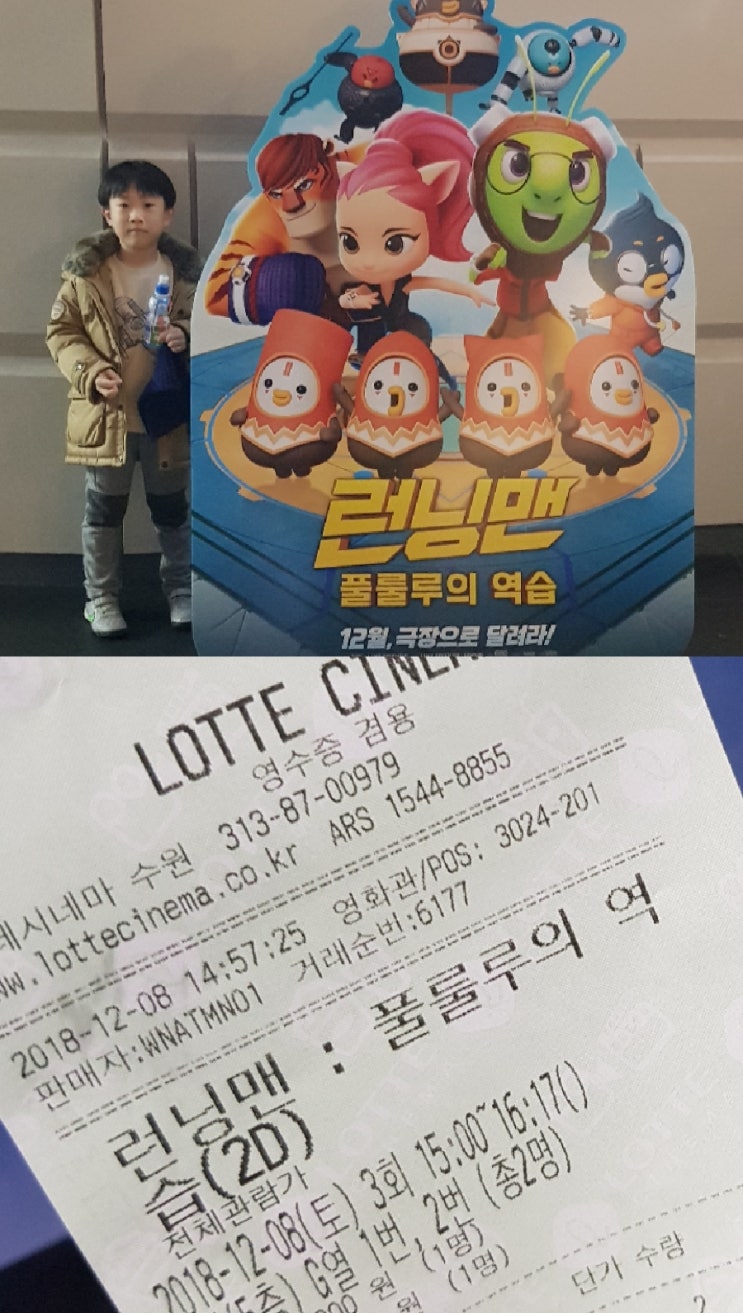 런닝맨
풀룰루의 역습
12월, 극장으로 달려라!
LOTTE
영수증 겸용
수원 313-87-00979
ww.lottecinema.co.kr ARS 1544-8855
2018-12-08 14:57:25 영화관/POS: 3024-201
판매자:WNATMN01 거래순번:6177
런닝맨 : 풀룰루의 역
습(2D)
전체관람가
2018-12-08(토) 3회 15:00~16:17()
G열 1번, 2번 (총2명)
원 (1명)
원 (1명)
단가 수량